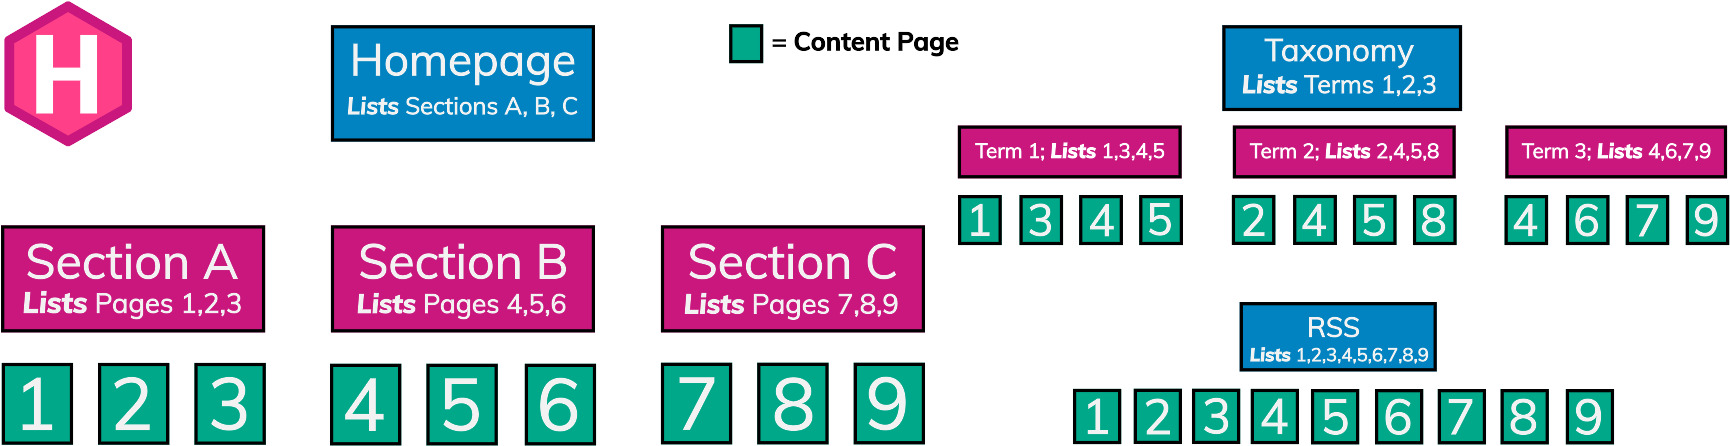 H
Homepage
Lists Sections A, B, C
= Content Page
Taxonomy
Lists Terms 1,2,3
Term 1; Lists 1,3,4,5
Term 2; Lists 2,4,5,8
Term 3; Lists 4,6,7,9
1 3 4 5
2 4 5 8
4 6 7 9
Section A
Lists Pages 1,2,3
Section B
Lists Pages 4,5,6
Section C
Lists Pages 7,8,9
1 2 3
4 5 6
7 8 9
RSS
Lists 1,2,3,4,5,6,7,8,9
1 2 3 4 5 6 7 8 9